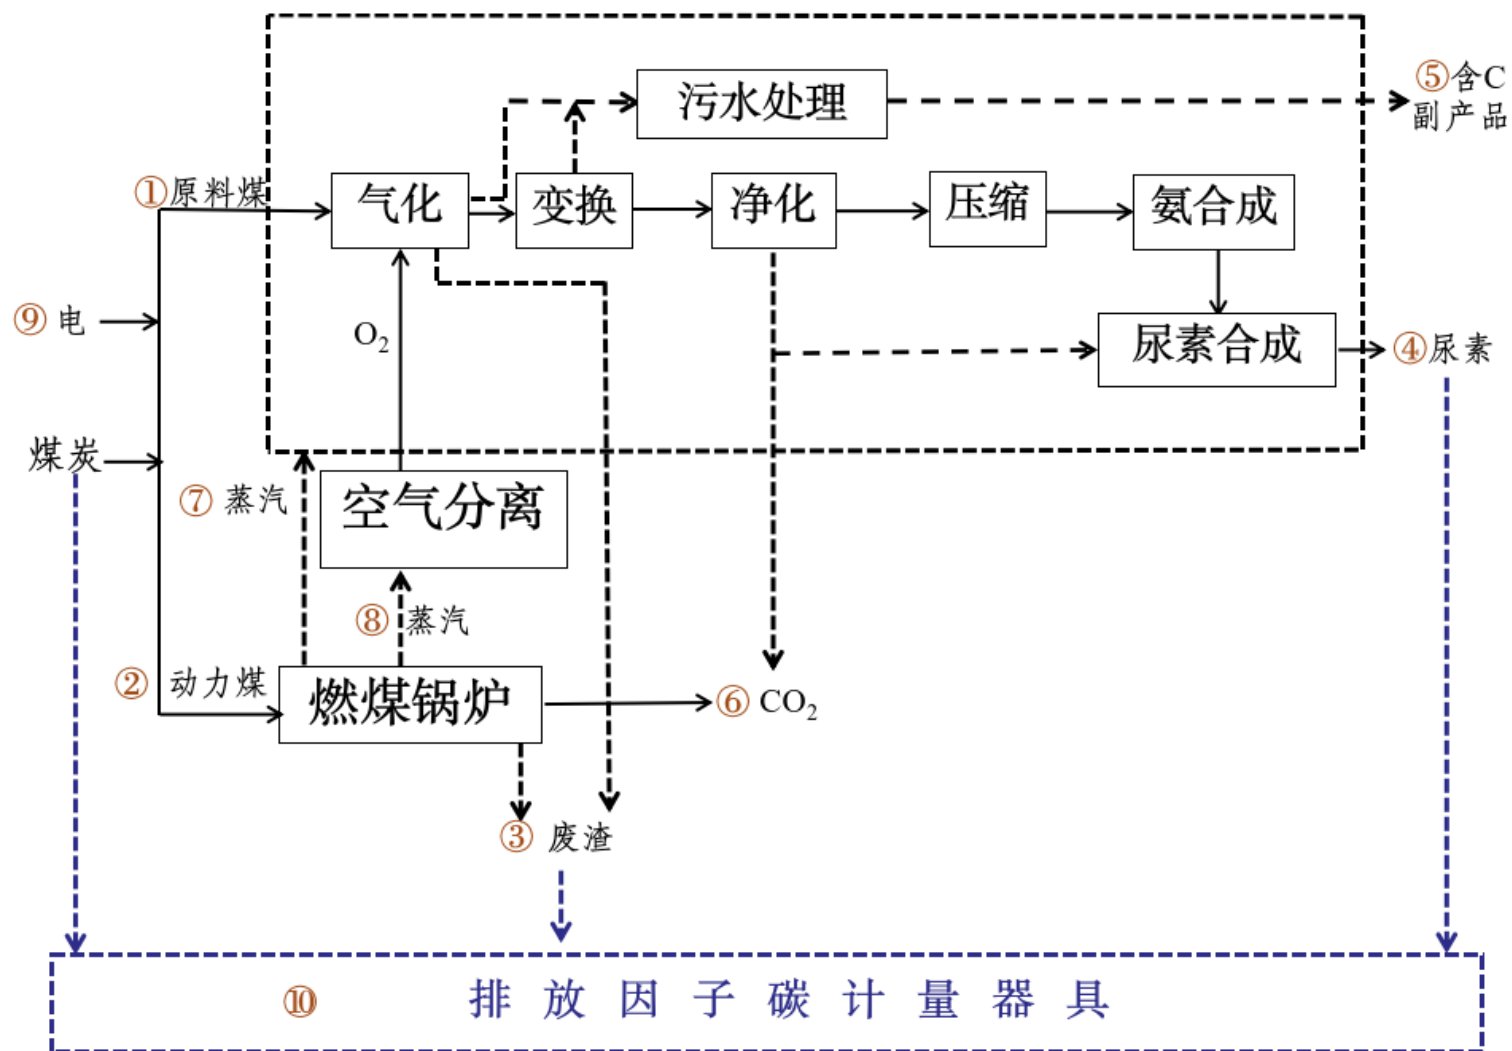 ⑤含C
副产品
污水处理
①原料煤
气化
变换
净化
压缩
氨合成
⑨ 电
O₂
尿素合成
④尿素
煤炭
⑦ 蒸汽
空气分离
⑧ 蒸汽
② 动力煤
燃煤锅炉
⑥ CO₂
③ 废渣
⑩ 排放因子碳计量器具